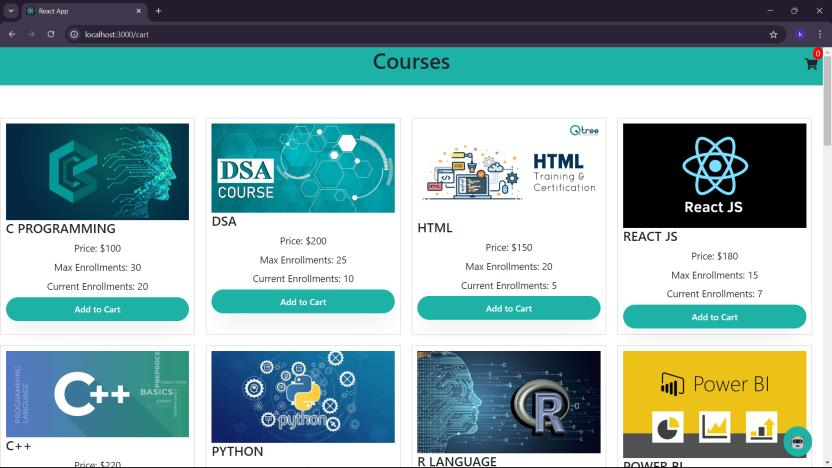 React App
localhost:3000/cart
k
Courses
0
C PROGRAMMING
Price: $100
Max Enrollments: 30
Current Enrollments: 20
Add to Cart
DSA
COURSE
DSA
Price: $200
Max Enrollments: 25
Current Enrollments: 10
Add to Cart
Qtree
HTML
Training &
Certification
HTML
HTML
Price: $150
Max Enrollments: 20
Current Enrollments: 5
Add to Cart
React JS
REACT JS
Price: $180
Max Enrollments: 15
Current Enrollments: 7
Add to Cart
PROGRAMMING
LANGUAGE
C++
BASICS
C++
Price: $220
python
PYTHON
R
R LANGUAGE
Power BI
POWER BI